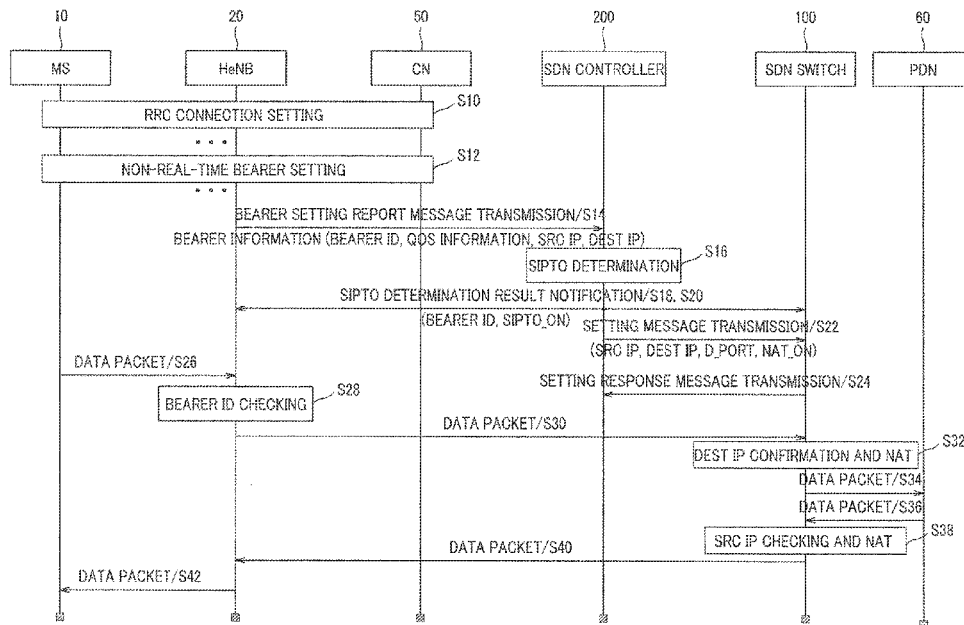 10 20 50 200 100 60
MS HeNB CN SDN CONTROLLER SDN SWITCH PDN
S10
RRC CONNECTION SETTING
S12
NON-REAL-TIME BEARER SETTING
BEARER SETTING REPORT MESSAGE TRANSMISSION/S14
BEARER INFORMATION (BEARER ID, QOS INFORMATION, SRC IP, DEST IP)
S16
SIPTO DETERMINATION
SIPTO DETERMINATION RESULT NOTIFICATION/S18, S20
(BEARER ID, SIPTO_ON)
SETTING MESSAGE TRANSMISSION/S22
(SRC IP, DEST IP, D_PORT, NAT_ON)
DATA PACKET/S26
SETTING RESPONSE MESSAGE TRANSMISSION/S24
S28
BEARER ID CHECKING
DATA PACKET/S30
S32
DEST IP CONFIRMATION AND NAT
DATA PACKET/S34
DATA PACKET/S36
S38
SRC IP CHECKING AND NAT
DATA PACKET/S40
DATA PACKET/S42